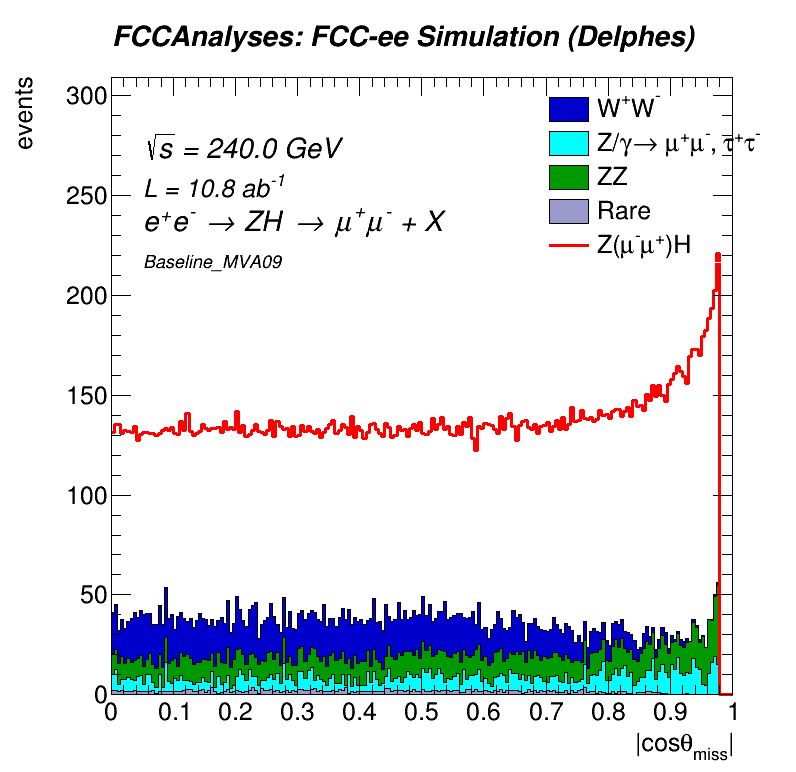 FCCAnalyses: FCC-ee Simulation (Delphes)
events
300
250
200
150
100
50
0
√s = 240.0 GeV
L = 10.8 ab⁻¹
e⁺e⁻ → ZH → μ⁺μ⁻ + X
Baseline_MVA09
W⁺W⁻
Z/γ→ μ⁺μ⁻, τ⁺τ⁻
ZZ
Rare
Z(μ⁻μ⁺)H
0 0.1 0.2 0.3 0.4 0.5 0.6 0.7 0.8 0.9 1
|cosθmiss|